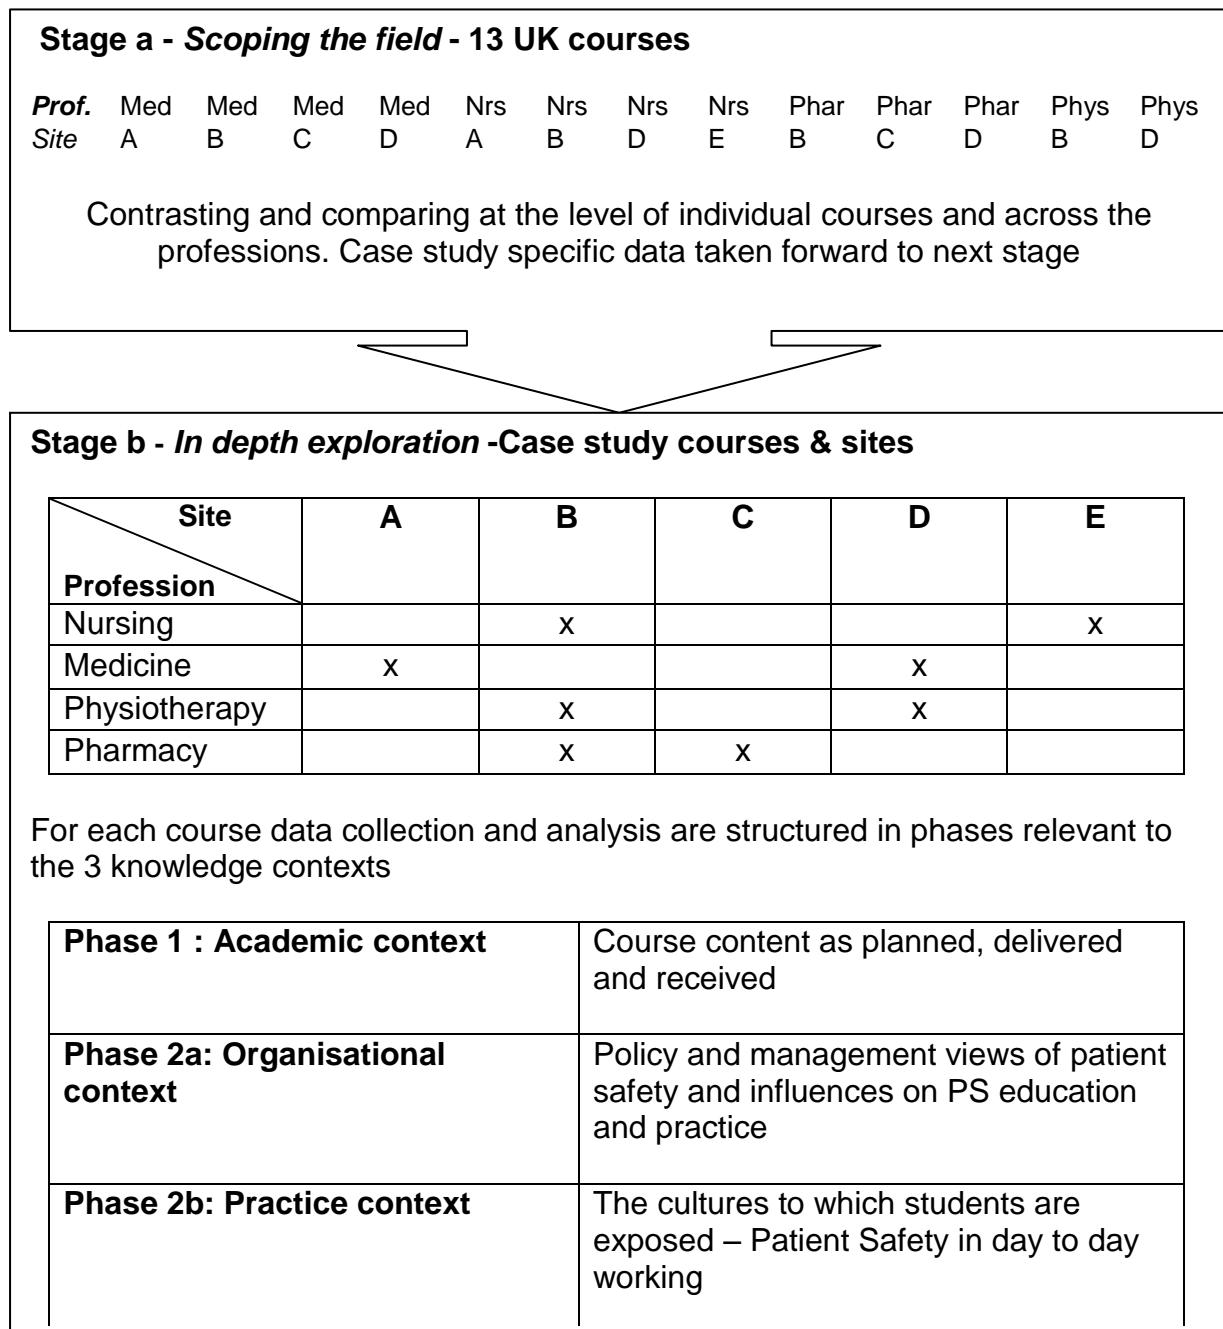 Stage a - Scoping the field - 13 UK courses
Prof. Med Med Med Med Nrs Nrs Nrs Nrs Phar Phar Phar Phys Phys
Site A B C D A B D E B C D B D
Contrasting and comparing at the level of individual courses and across the
professions. Case study specific data taken forward to next stage
Stage b - In depth exploration -Case study courses & sites
Site A B C D E
Profession
Nursing x x
Medicine x x
Physiotherapy x x
Pharmacy x x
For each course data collection and analysis are structured in phases relevant to
the 3 knowledge contexts
Phase 1 : Academic context
Course content as planned, delivered
and received
Phase 2a: Organisational
context
Policy and management views of patient
safety and influences on PS education
and practice
Phase 2b: Practice context
The cultures to which students are
exposed – Patient Safety in day to day
working